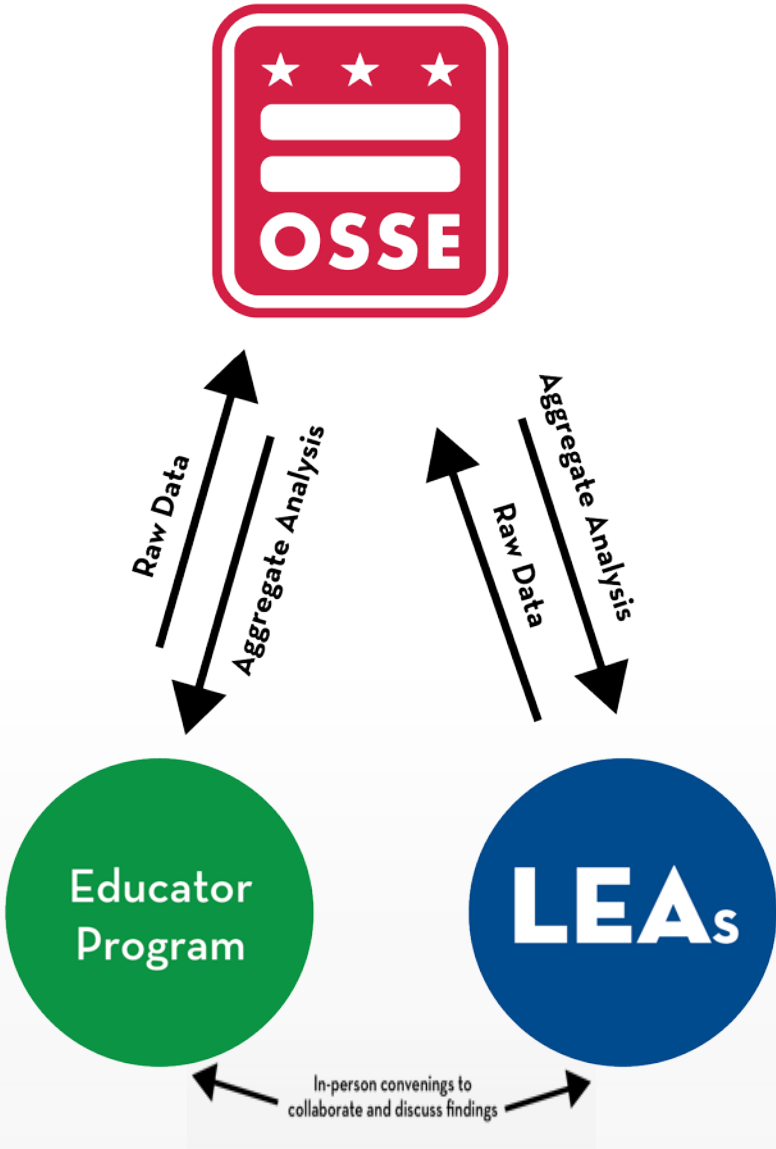 OSSE
Raw Data
Aggregate Analysis
Raw Data
Aggregate Analysis
Educator
Program
LEAs
In-person convenings to
collaborate and discuss findings